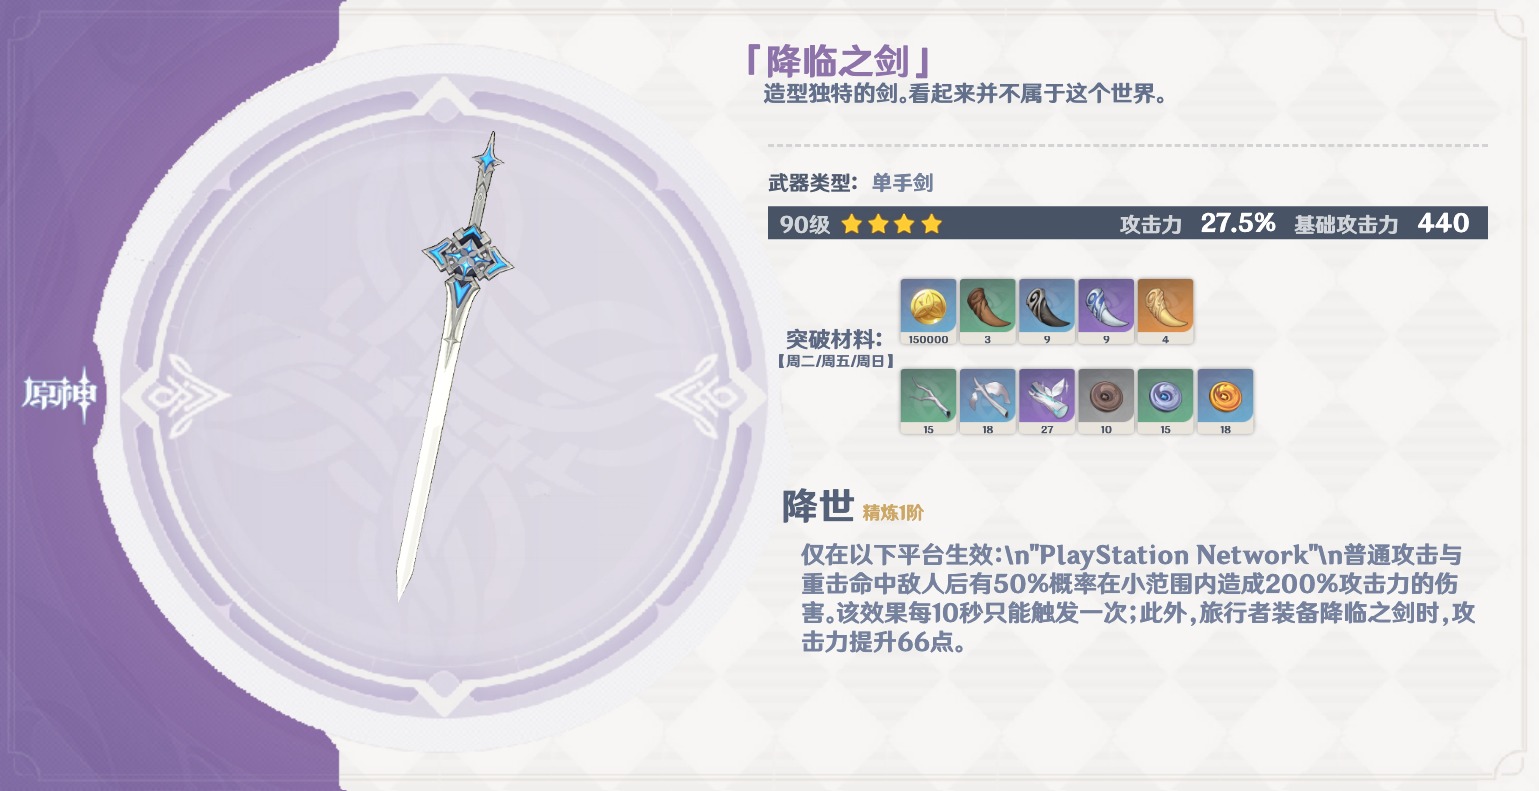 原神
「降临之剑」
造型独特的剑。看起来并不属于这个世界。
武器类型: 单手剑
90级 攻击力 27.5% 基础攻击力 440
突破材料:
【周二/周五/周日】
150000 3 9 9 4
15 18 27 10 15 18
降世 精炼1阶
仅在以下平台生效:\n"PlayStation Network"\n普通攻击与
重击命中敌人后有50%概率在小范围内造成200%攻击力的伤
害。该效果每10秒只能触发一次;此外,旅行者装备降临之剑时,攻
击力提升66点。